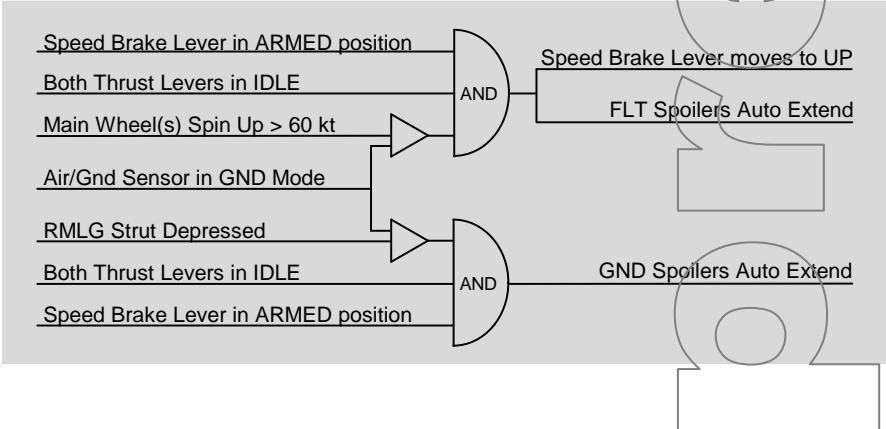 Speed Brake Lever in ARMED position
Both Thrust Levers in IDLE
Main Wheel(s) Spin Up > 60 kt
Air/Gnd Sensor in GND Mode
RMLG Strut Depressed
Both Thrust Levers in IDLE
Speed Brake Lever in ARMED position
AND
AND
Speed Brake Lever moves to UP
FLT Spoilers Auto Extend
GND Spoilers Auto Extend